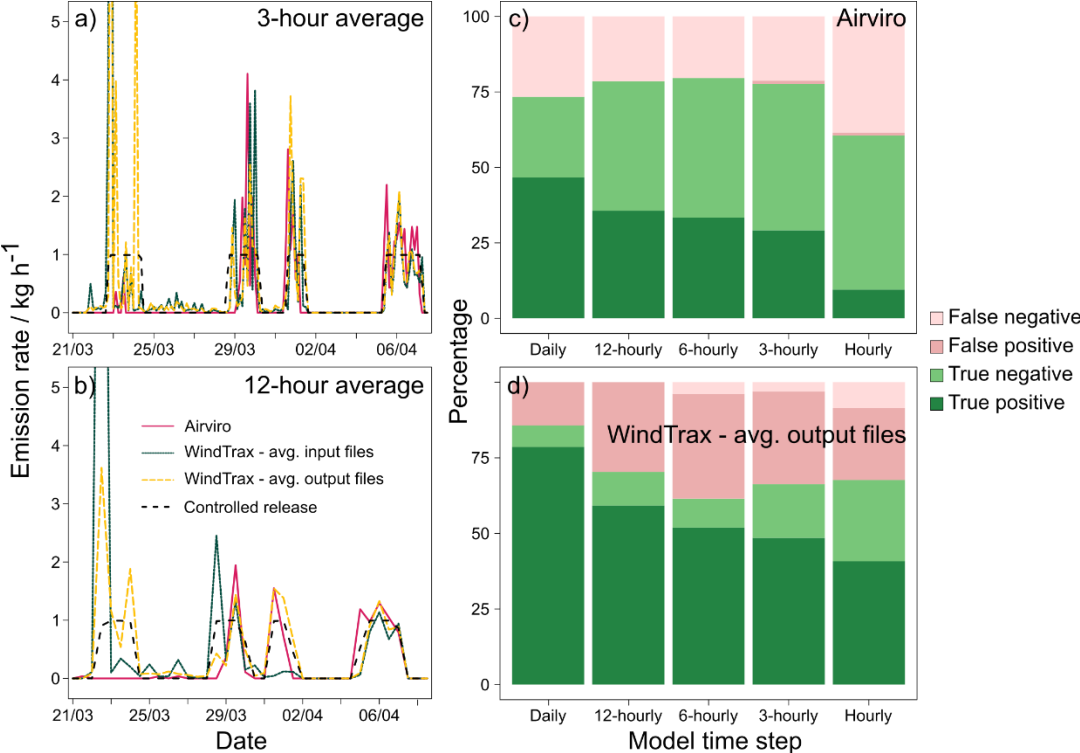 a) 3-hour average
5
4
3
2
1
0
21/03 25/03 29/03 02/04 06/04
b) 12-hour average
5
4
3
2
1
0
Airviro
WindTrax - avg. input files
WindTrax - avg. output files
Controlled release
21/03 25/03 29/03 02/04 06/04
Emission rate / kg h⁻¹
Date
c) Airviro
100
75
50
25
0
Daily 12-hourly 6-hourly 3-hourly Hourly
d)
WindTrax - avg. output files
75
50
25
0
Daily 12-hourly 6-hourly 3-hourly Hourly
Percentage
Model time step
False negative
False positive
True negative
True positive